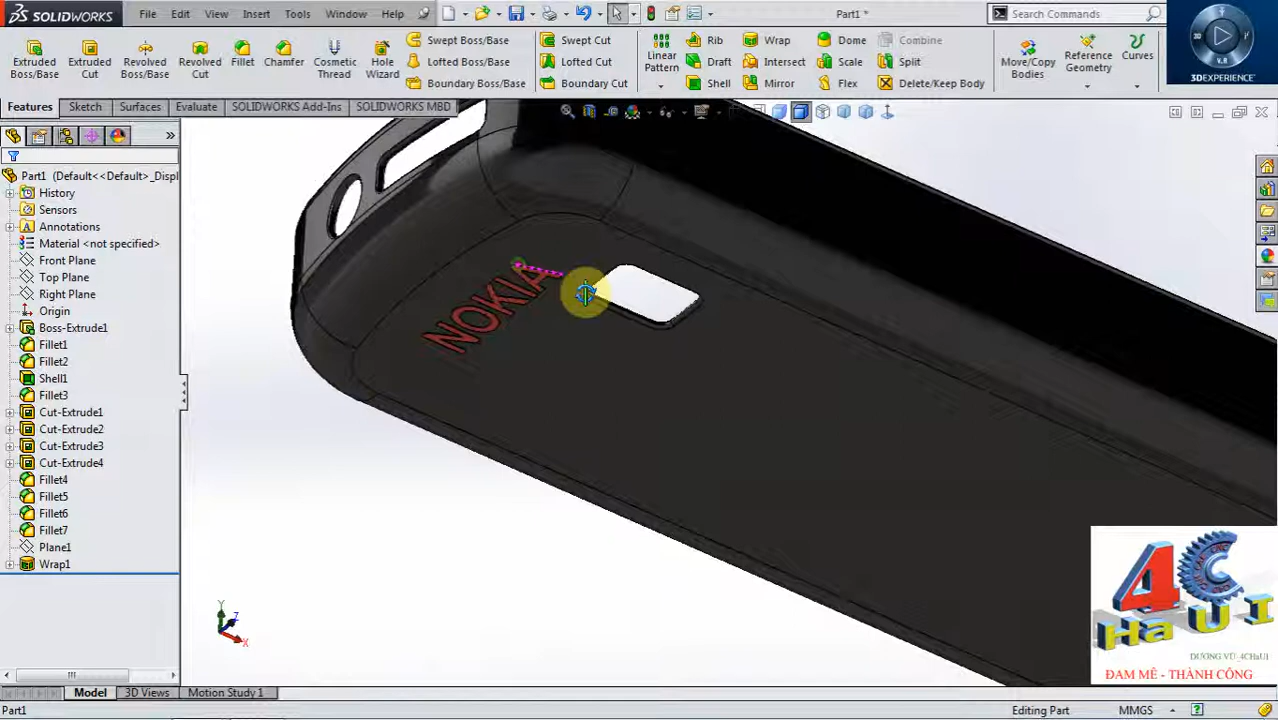 SOLIDWORKS File Edit View Insert Tools Window Help Part1 * Search Commands
Extruded Boss/Base Extruded Cut Revolved Boss/Base Revolved Cut Fillet Chamfer Cosmetic Thread Hole Wizard Swept Boss/Base Swept Cut Linear Pattern Rib Wrap Dome Combine Move/Copy Bodies Reference Geometry Curves
Lofted Boss/Base Lofted Cut Draft Intersect Scale Split
Boundary Boss/Base Boundary Cut Shell Mirror Flex Delete/Keep Body
3D V.R
3DEXPERIENCE
Features Sketch Surfaces Evaluate SOLIDWORKS Add-Ins SOLIDWORKS MBD
Part1 (Default<<Default>_Displ
History
Sensors
Annotations
Material <not specified>
Front Plane
Top Plane
Right Plane
Origin
Boss-Extrude1
Fillet1
Fillet2
Shell1
Fillet3
Cut-Extrude1
Cut-Extrude2
Cut-Extrude3
Cut-Extrude4
Fillet4
Fillet5
Fillet6
Fillet7
Plane1
Wrap1
NOKIA
Y
Z
X
4C
HaUI
DƯƠNG VŨ_4CHaUI
ĐAM MÊ - THÀNH CÔNG
Model 3D Views Motion Study 1
Part1 Editing Part MMGS